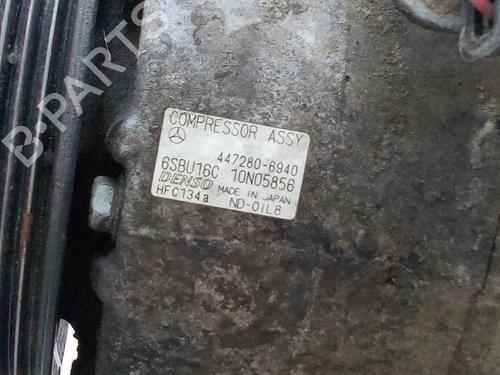 B-PARTS
COMPRESSOR ASSY
447280-6940
6SBU16C 10N05856
DENSO MADE IN JAPAN
HFC134a ND-OIL8